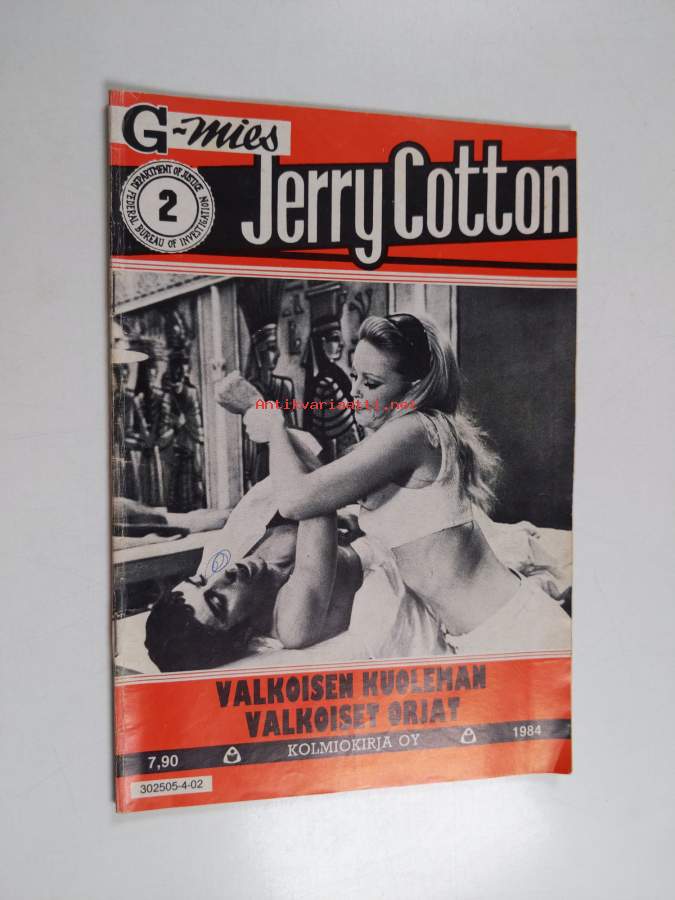 G-mies
Jerry Cotton
DEPARTMENT OF JUSTICE
FEDERAL BUREAU OF INVESTIGATION
2
Antikvariaatti.net
VALKOISEN KUOLEMAN
VALKOISET ORJAT
7,90 KOLMIOKIRJA OY 1984
302505-4-02